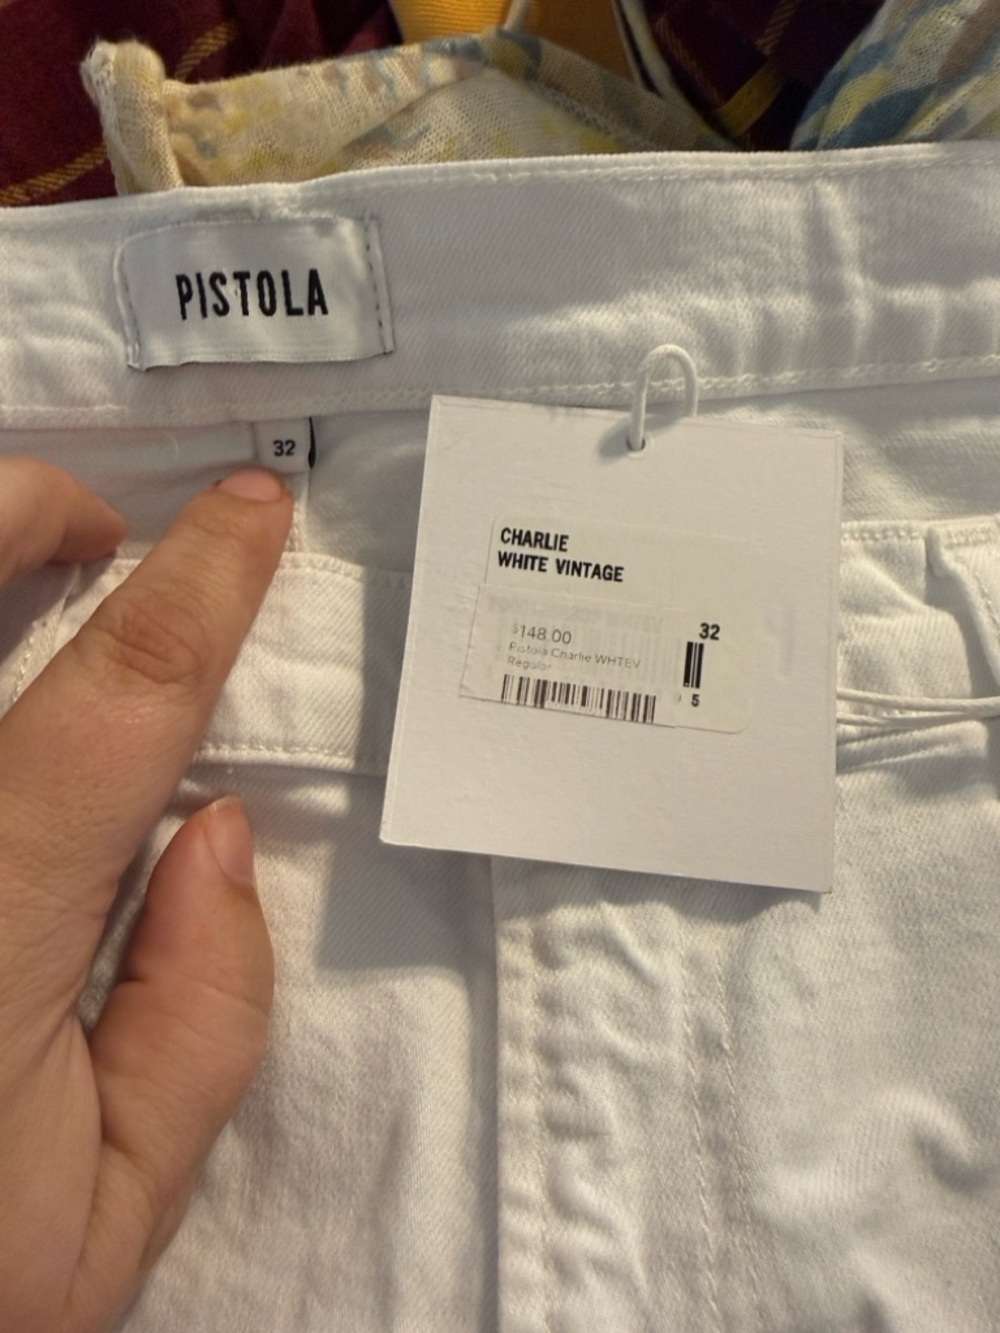 PISTOLA
32
CHARLIE
WHITE VINTAGE
32
$148.00
Pistola Charlie WHTEV
Regular
5